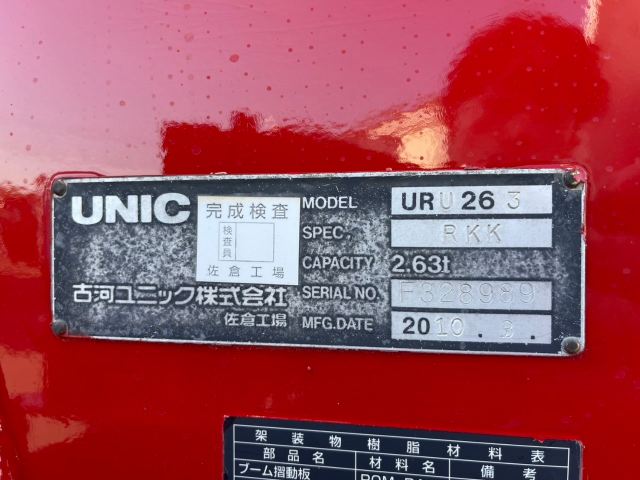 UNIC
完成検査
検査員
佐倉工場
古河ユニック株式会社
佐倉工場
MODEL URU263
SPEC. RKK
CAPACITY 2.63t
SERIAL NO. F328989
MFG.DATE 2010.3.
架装物樹脂材料表
部品名 材料名 備考
ブーム摺動板